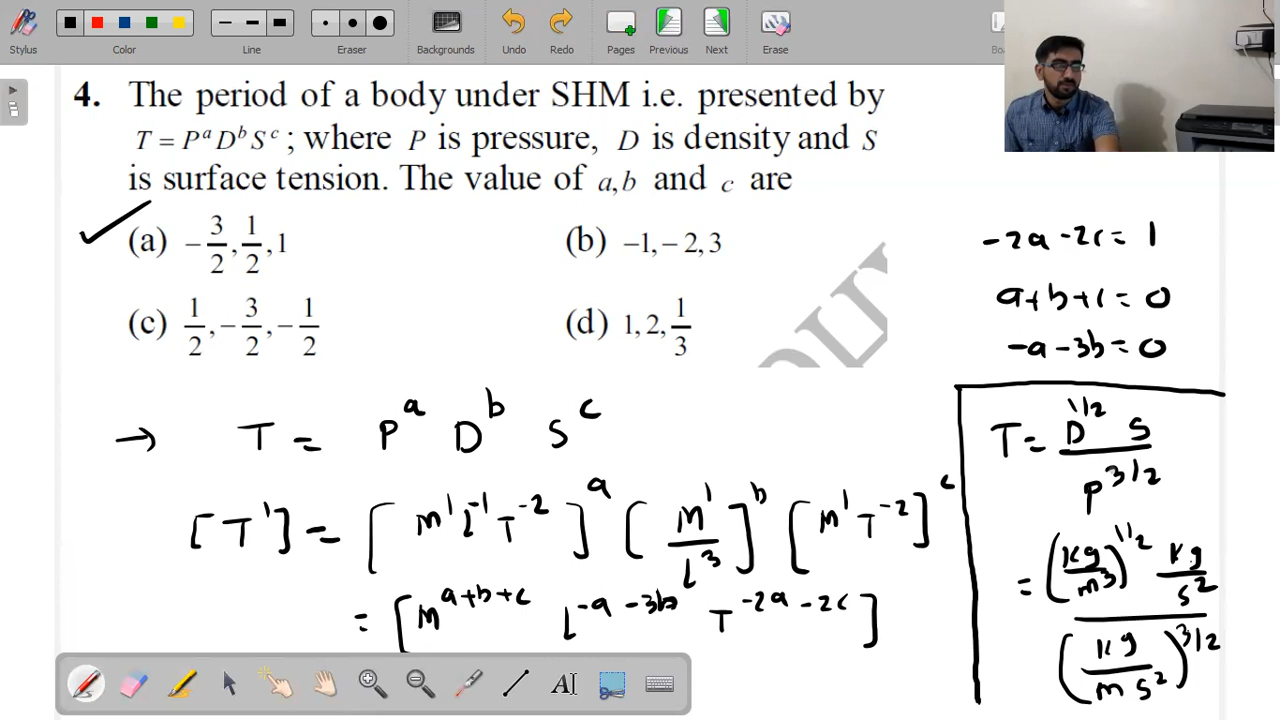 Stylus Color Line Eraser Backgrounds Undo Redo Pages Previous Next Erase
4. The period of a body under SHM i.e. presented by
T = P^a D^b S^c ; where P is pressure, D is density and S
is surface tension. The value of a,b and c are
(a) -3/2, 1/2, 1 (b) -1, -2, 3
(c) 1/2, -3/2, -1/2 (d) 1, 2, 1/3
-2a -2c = 1
a+b+c = 0
-a -3b = 0
→ T = P^a D^b S^c
[T^1] = [M^1 L^-1 T^-2]^a [M^1/L^3]^b [M^1 T^-2]^c
= [M^a+b+c L^-a-3b T^-2a-2c]
T = D^1/2 S / P^3/2
= (kg/m^3)^1/2 kg/s^2 / (kg/m s^2)^3/2